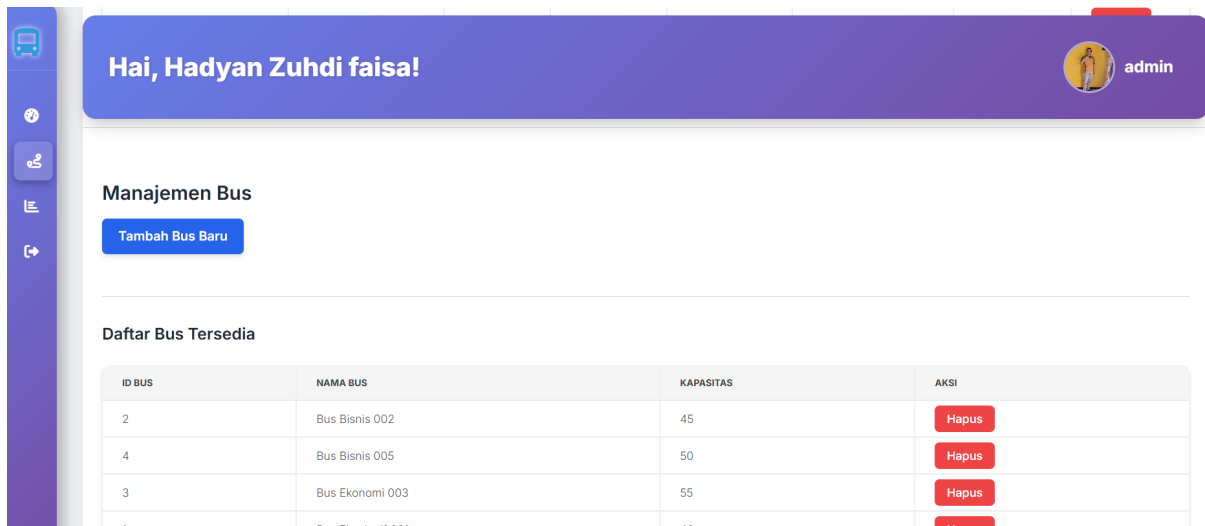 Hai, Hadyan Zuhdi faisa!
admin
Manajemen Bus
Tambah Bus Baru
Daftar Bus Tersedia
ID BUS NAMA BUS KAPASITAS AKSI
2 Bus Bisnis 002 45 Hapus
4 Bus Bisnis 005 50 Hapus
3 Bus Ekonomi 003 55 Hapus